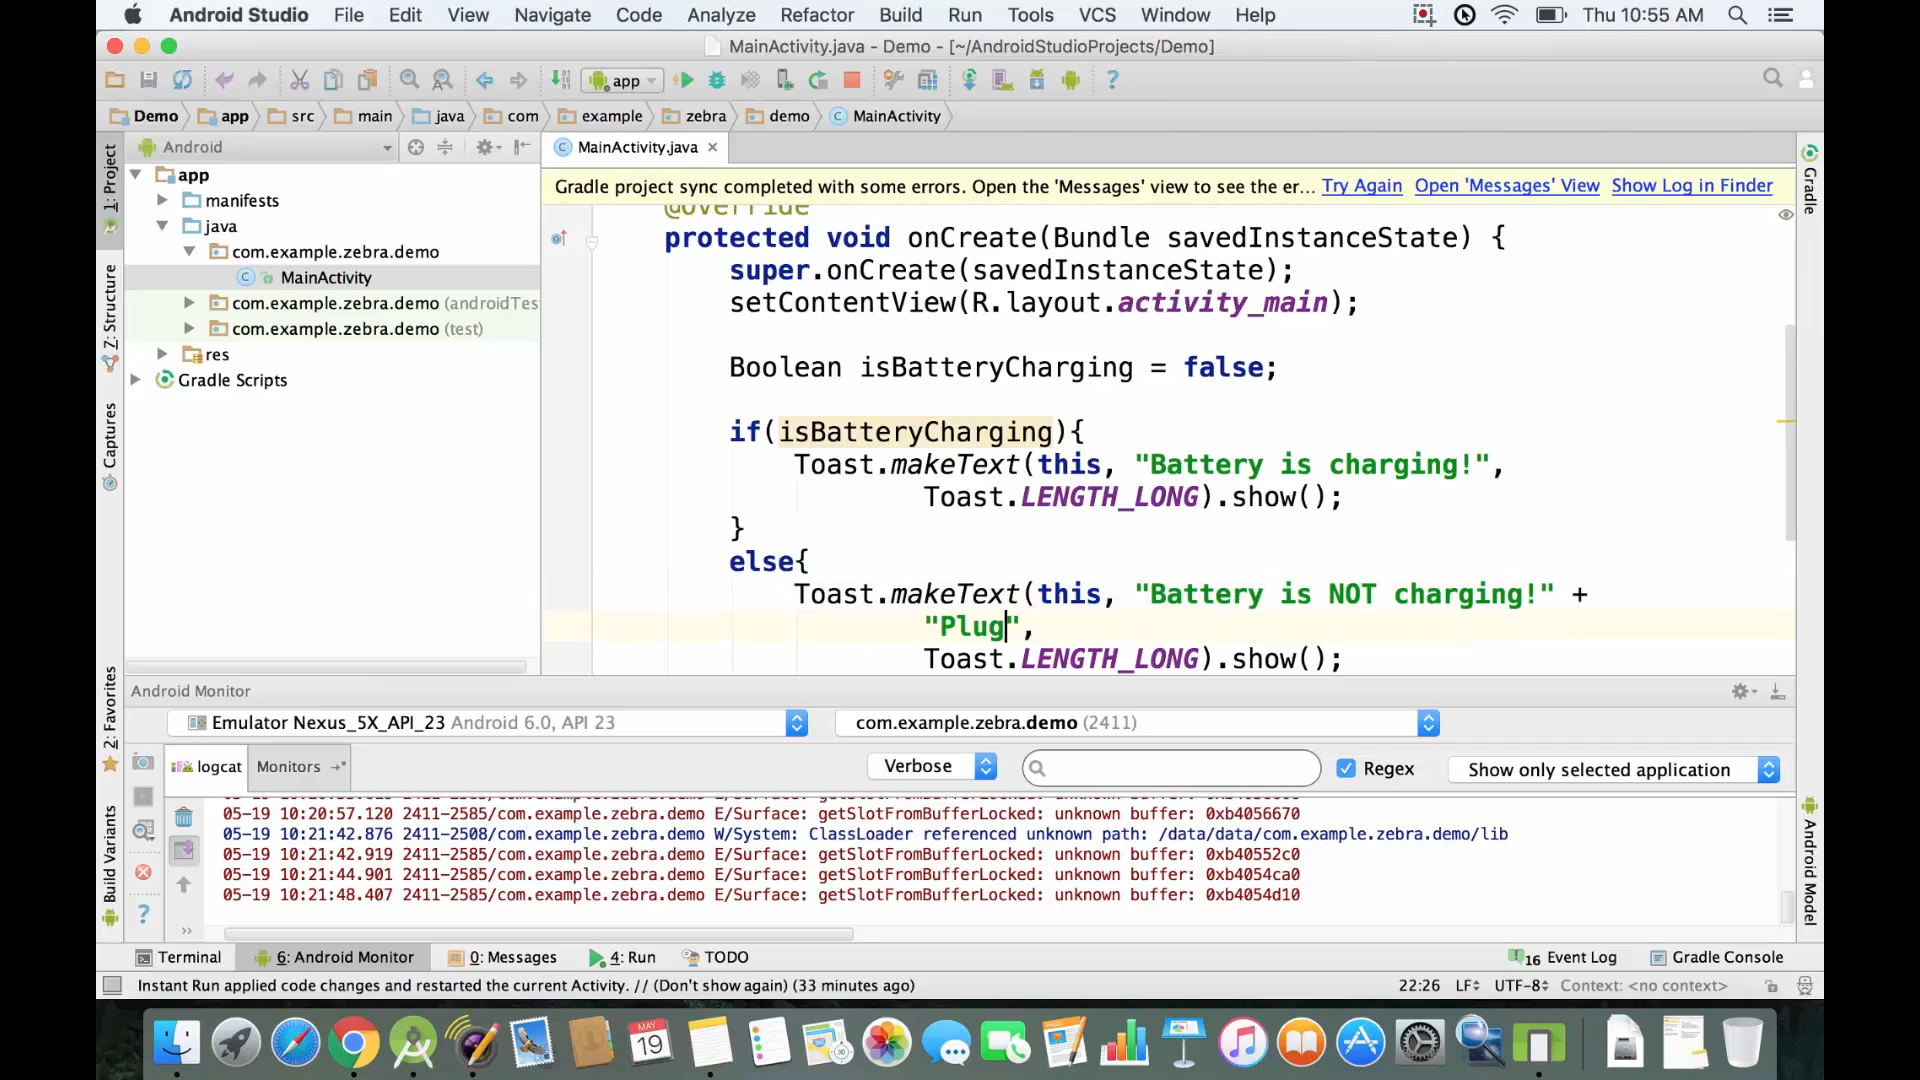 Android Studio File Edit View Navigate Code Analyze Refactor Build Run Tools VCS Window Help Thu 10:55 AM
MainActivity.java - Demo - [~/AndroidStudioProjects/Demo]
app
Demo app src main java com example zebra demo MainActivity
1: Project
Android
MainActivity.java
Gradle
app
manifests
java
com.example.zebra.demo
MainActivity
com.example.zebra.demo (androidTes
com.example.zebra.demo (test)
res
Gradle Scripts
Z: Structure
Captures
2: Favorites
Build Variants
Gradle project sync completed with some errors. Open the 'Messages' view to see the er... Try Again Open 'Messages' View Show Log in Finder
@Override
protected void onCreate(Bundle savedInstanceState) {
super.onCreate(savedInstanceState);
setContentView(R.layout.activity_main);
Boolean isBatteryCharging = false;
if(isBatteryCharging){
Toast.makeText(this, "Battery is charging!",
Toast.LENGTH_LONG).show();
}
else{
Toast.makeText(this, "Battery is NOT charging!" +
"Plug",
Toast.LENGTH_LONG).show();
Android Monitor
Emulator Nexus_5X_API_23 Android 6.0, API 23 com.example.zebra.demo (2411)
logcat Monitors Verbose Regex Show only selected application
05-19 10:20:57.120 2411-2585/com.example.zebra.demo E/Surface: getSlotFromBufferLocked: unknown buffer: 0xb4056670
05-19 10:21:42.876 2411-2508/com.example.zebra.demo W/System: ClassLoader referenced unknown path: /data/data/com.example.zebra.demo/lib
05-19 10:21:42.919 2411-2585/com.example.zebra.demo E/Surface: getSlotFromBufferLocked: unknown buffer: 0xb40552c0
05-19 10:21:44.901 2411-2585/com.example.zebra.demo E/Surface: getSlotFromBufferLocked: unknown buffer: 0xb4054ca0
05-19 10:21:48.407 2411-2585/com.example.zebra.demo E/Surface: getSlotFromBufferLocked: unknown buffer: 0xb4054d10
Android Model
Terminal 6: Android Monitor 0: Messages 4: Run TODO 16 Event Log Gradle Console
Instant Run applied code changes and restarted the current Activity. // (Don't show again) (33 minutes ago) 22:26 LF UTF-8 Context: <no context>
MAY
19